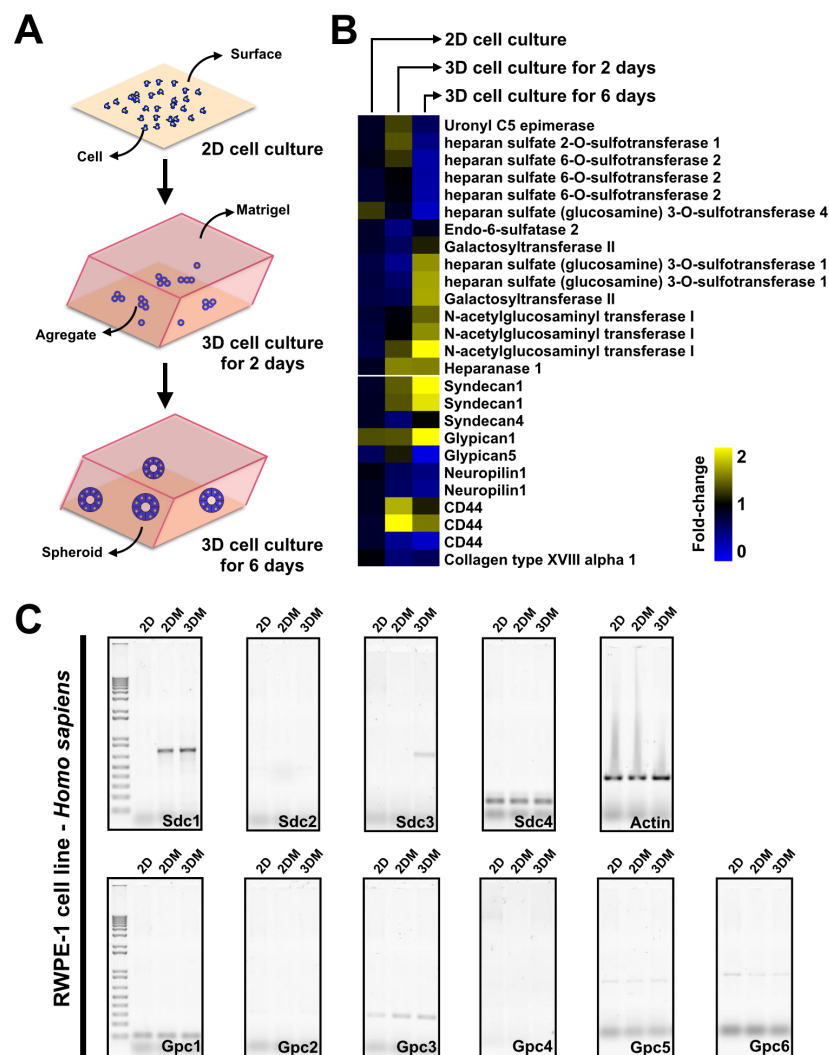 A
Surface
Cell
2D cell culture
Matrigel
Agregate
3D cell culture
for 2 days
Spheroid
3D cell culture
for 6 days
B
2D cell culture
3D cell culture for 2 days
3D cell culture for 6 days
Uronyl C5 epimerase
heparan sulfate 2-O-sulfotransferase 1
heparan sulfate 6-O-sulfotransferase 2
heparan sulfate 6-O-sulfotransferase 2
heparan sulfate 6-O-sulfotransferase 2
heparan sulfate (glucosamine) 3-O-sulfotransferase 4
Endo-6-sulfatase 2
Galactosyltransferase II
heparan sulfate (glucosamine) 3-O-sulfotransferase 1
heparan sulfate (glucosamine) 3-O-sulfotransferase 1
Galactosyltransferase II
N-acetylglucosaminyl transferase I
N-acetylglucosaminyl transferase I
N-acetylglucosaminyl transferase I
Heparanase 1
Syndecan1
Syndecan1
Syndecan4
Glypican1
Glypican5
Neuropilin1
Neuropilin1
CD44
CD44
CD44
Collagen type XVIII alpha 1
Fold-change
2
1
0
C
RWPE-1 cell line - Homo sapiens
2D 2DM 3DM
2D 2DM 3DM
2D 2DM 3DM
2D 2DM 3DM
2D 2DM 3DM
Sdc1
Sdc2
Sdc3
Sdc4
Actin
2D 2DM 3DM
2D 2DM 3DM
2D 2DM 3DM
2D 2DM 3DM
2D 2DM 3DM
2D 2DM 3DM
Gpc1
Gpc2
Gpc3
Gpc4
Gpc5
Gpc6